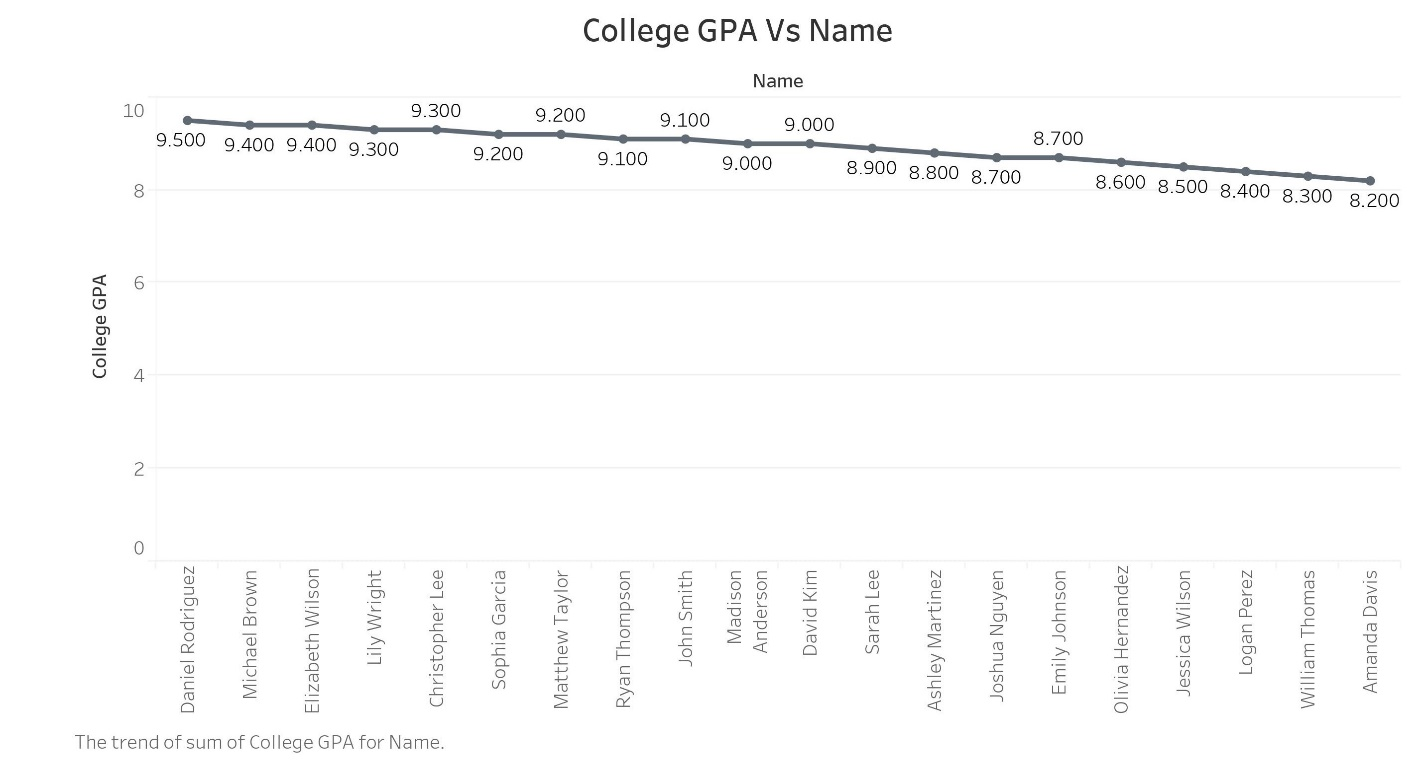 College GPA Vs Name
Name
10
8
6
4
2
0
College GPA
9.500
9.400
9.400
9.300
9.300
9.200
9.200
9.100
9.100
9.000
9.000
8.900
8.800
8.700
8.700
8.600
8.500
8.400
8.300
8.200
Daniel Rodriguez
Michael Brown
Elizabeth Wilson
Lily Wright
Christopher Lee
Sophia Garcia
Matthew Taylor
Ryan Thompson
John Smith
Madison
Anderson
David Kim
Sarah Lee
Ashley Martinez
Joshua Nguyen
Emily Johnson
Olivia Hernandez
Jessica Wilson
Logan Perez
William Thomas
Amanda Davis
The trend of sum of College GPA for Name.